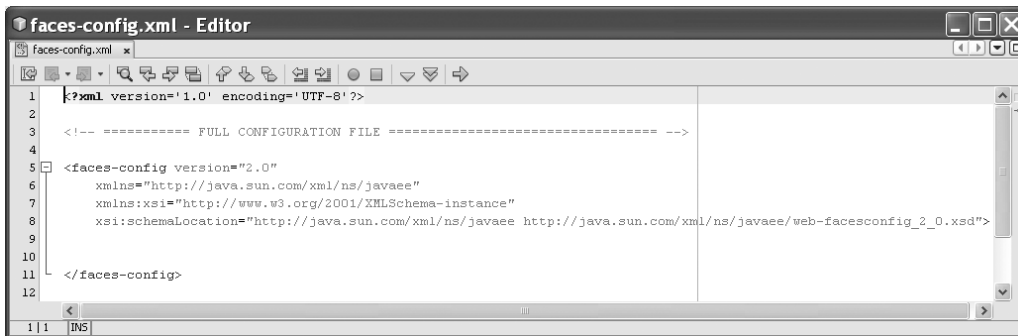 faces-config.xml - Editor
faces-config.xml x
1 <?xml version='1.0' encoding='UTF-8'?>
2
3 <!-- =========== FULL CONFIGURATION FILE ================================== -->
4
5 <faces-config version="2.0"
6 xmlns="http://java.sun.com/xml/ns/javaee"
7 xmlns:xsi="http://www.w3.org/2001/XMLSchema-instance"
8 xsi:schemaLocation="http://java.sun.com/xml/ns/javaee http://java.sun.com/xml/ns/javaee/web-facesconfig_2_0.xsd">
9
10
11 </faces-config>
12
1|1 INS